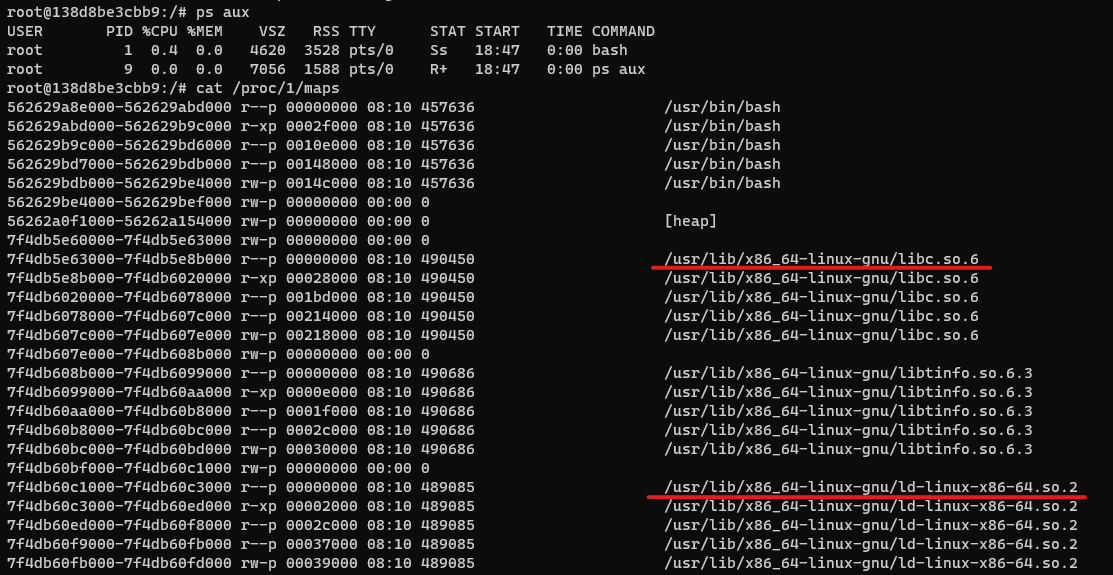 root@138d8be3cbb9:/# ps aux
USER       PID %CPU %MEM    VSZ   RSS TTY      STAT START   TIME COMMAND
root         1  0.4  0.0   4620  3528 pts/0    Ss   18:47   0:00 bash
root         9  0.0  0.0   7056  1588 pts/0    R+   18:47   0:00 ps aux
root@138d8be3cbb9:/# cat /proc/1/maps
562629a8e000-562629abd000 r--p 00000000 08:10 457636                     /usr/bin/bash
562629abd000-562629b9c000 r-xp 0002f000 08:10 457636                     /usr/bin/bash
562629b9c000-562629bd6000 r--p 0010e000 08:10 457636                     /usr/bin/bash
562629bd7000-562629bdb000 r--p 00148000 08:10 457636                     /usr/bin/bash
562629bdb000-562629be4000 rw-p 0014c000 08:10 457636                     /usr/bin/bash
562629be4000-562629bef000 rw-p 00000000 00:00 0
56262a0f1000-56262a154000 rw-p 00000000 00:00 0                          [heap]
7f4db5e60000-7f4db5e63000 rw-p 00000000 00:00 0
7f4db5e63000-7f4db5e8b000 r--p 00000000 08:10 490450                     /usr/lib/x86_64-linux-gnu/libc.so.6
7f4db5e8b000-7f4db6020000 r-xp 00028000 08:10 490450                     /usr/lib/x86_64-linux-gnu/libc.so.6
7f4db6020000-7f4db6078000 r--p 001bd000 08:10 490450                     /usr/lib/x86_64-linux-gnu/libc.so.6
7f4db6078000-7f4db607c000 r--p 00214000 08:10 490450                     /usr/lib/x86_64-linux-gnu/libc.so.6
7f4db607c000-7f4db607e000 rw-p 00218000 08:10 490450                     /usr/lib/x86_64-linux-gnu/libc.so.6
7f4db607e000-7f4db608b000 rw-p 00000000 00:00 0
7f4db608b000-7f4db6099000 r--p 00000000 08:10 490686                     /usr/lib/x86_64-linux-gnu/libtinfo.so.6.3
7f4db6099000-7f4db60aa000 r-xp 0000e000 08:10 490686                     /usr/lib/x86_64-linux-gnu/libtinfo.so.6.3
7f4db60aa000-7f4db60b8000 r--p 0001f000 08:10 490686                     /usr/lib/x86_64-linux-gnu/libtinfo.so.6.3
7f4db60b8000-7f4db60bc000 r--p 0002c000 08:10 490686                     /usr/lib/x86_64-linux-gnu/libtinfo.so.6.3
7f4db60bc000-7f4db60bd000 rw-p 00030000 08:10 490686                     /usr/lib/x86_64-linux-gnu/libtinfo.so.6.3
7f4db60bf000-7f4db60c1000 rw-p 00000000 00:00 0
7f4db60c1000-7f4db60c3000 r--p 00000000 08:10 489085                     /usr/lib/x86_64-linux-gnu/ld-linux-x86-64.so.2
7f4db60c3000-7f4db60ed000 r-xp 00002000 08:10 489085                     /usr/lib/x86_64-linux-gnu/ld-linux-x86-64.so.2
7f4db60ed000-7f4db60f8000 r--p 0002c000 08:10 489085                     /usr/lib/x86_64-linux-gnu/ld-linux-x86-64.so.2
7f4db60f9000-7f4db60fb000 r--p 00037000 08:10 489085                     /usr/lib/x86_64-linux-gnu/ld-linux-x86-64.so.2
7f4db60fb000-7f4db60fd000 rw-p 00039000 08:10 489085                     /usr/lib/x86_64-linux-gnu/ld-linux-x86-64.so.2